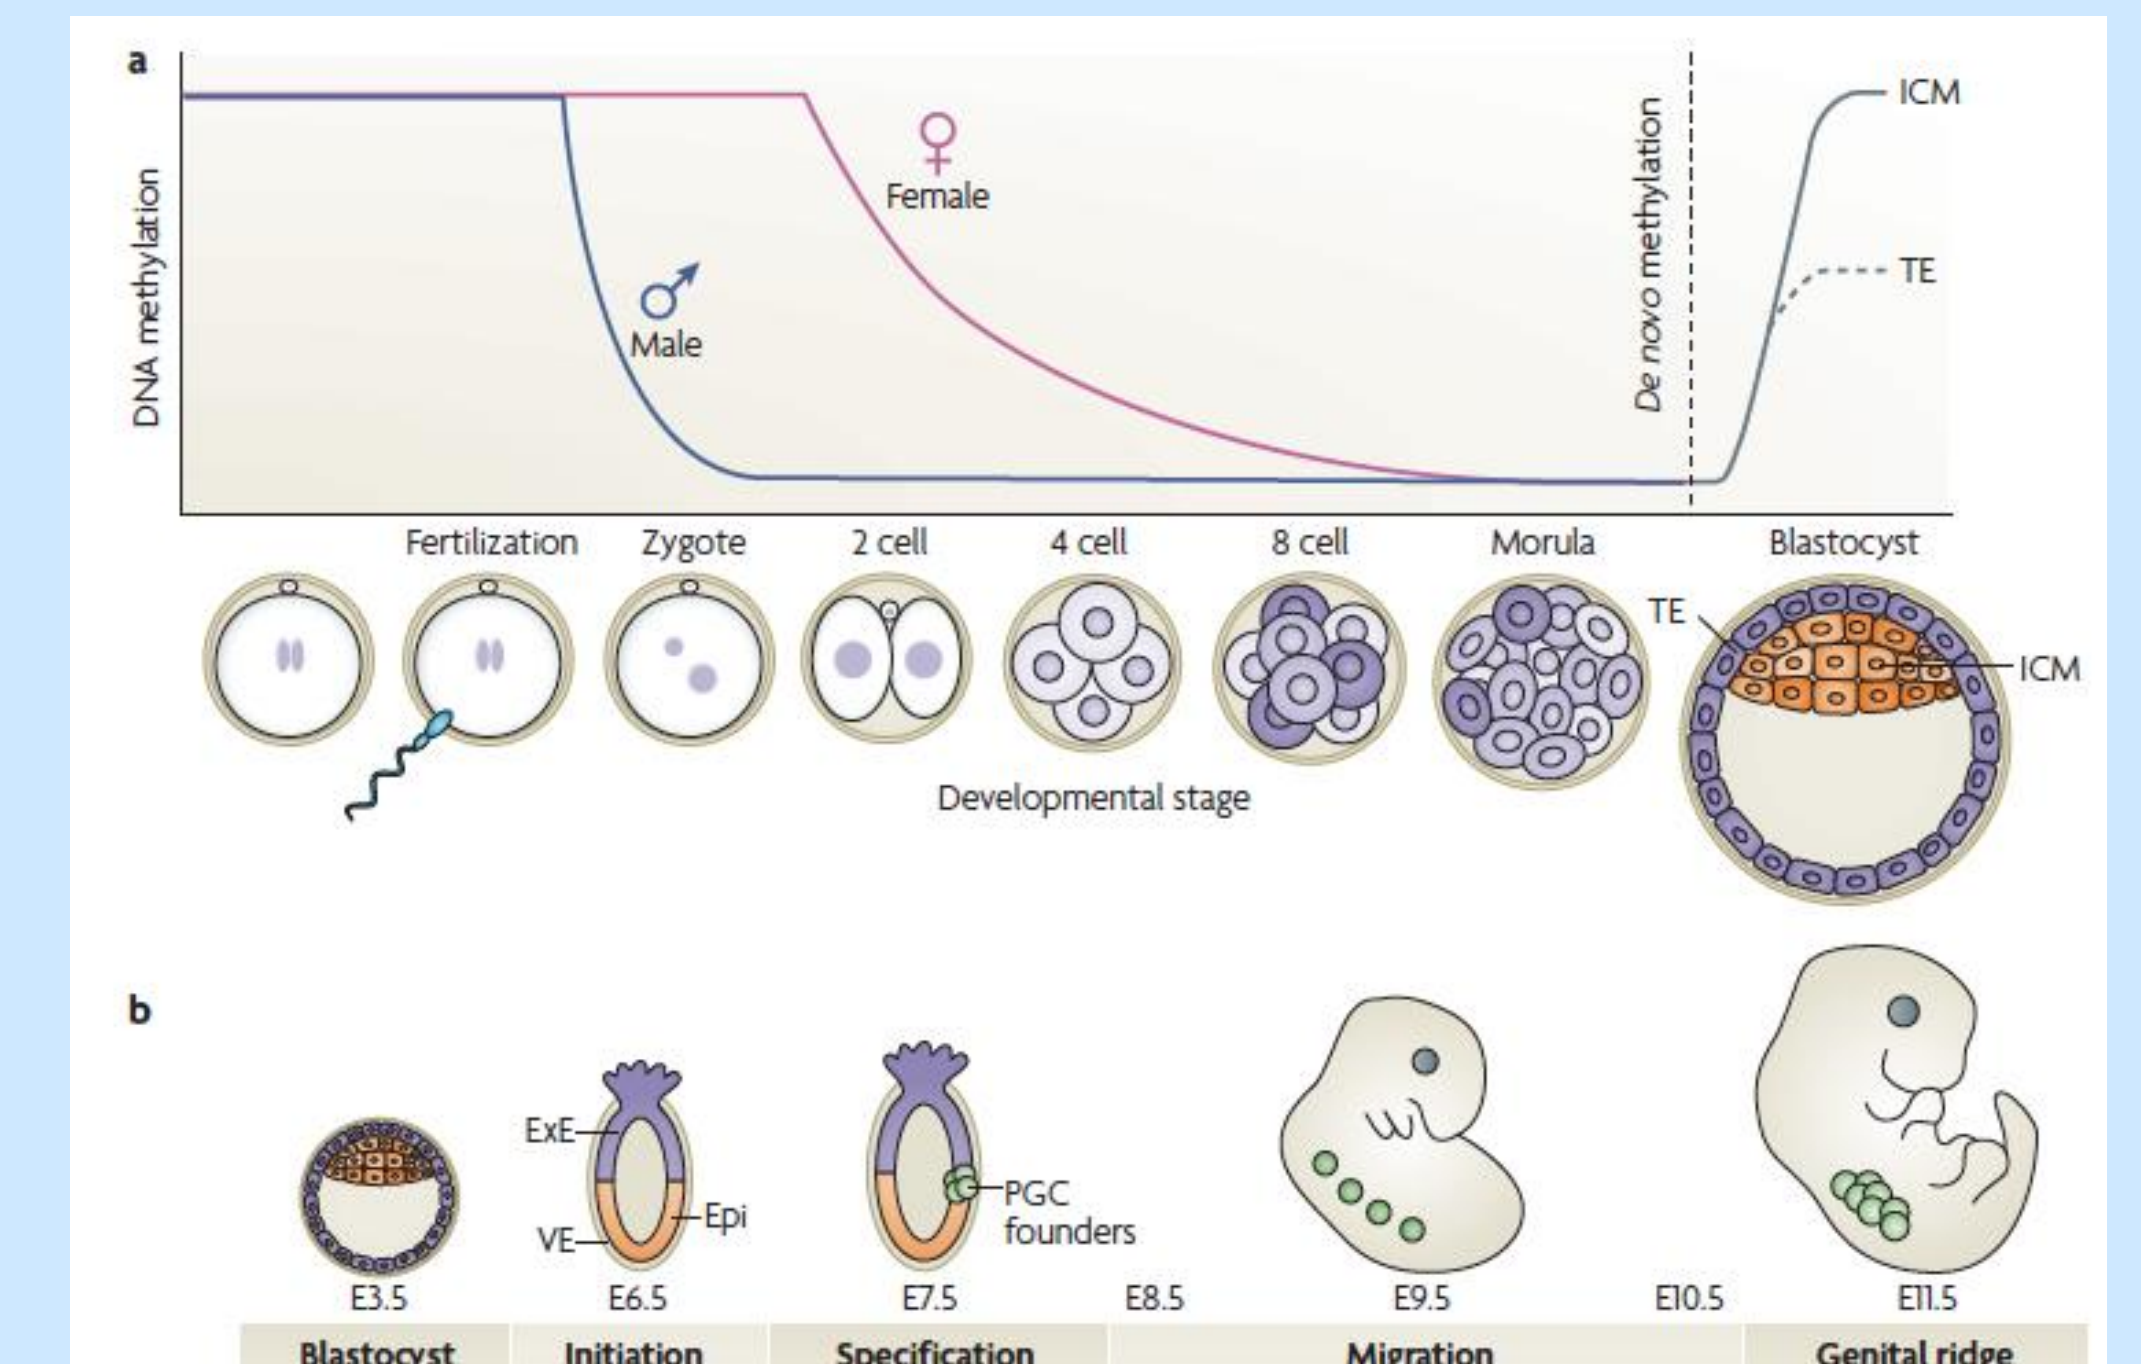 a
DNA methylation
Female
Male
De novo methylation
ICM
TE
Fertilization Zygote 2 cell 4 cell 8 cell Morula Blastocyst
TE
ICM
Developmental stage
b
ExE
VE
Epi
PGC
founders
E3.5 E6.5 E7.5 E8.5 E9.5 E10.5 E11.5
Blastocyst Initiation Specification Migration Genital ridge